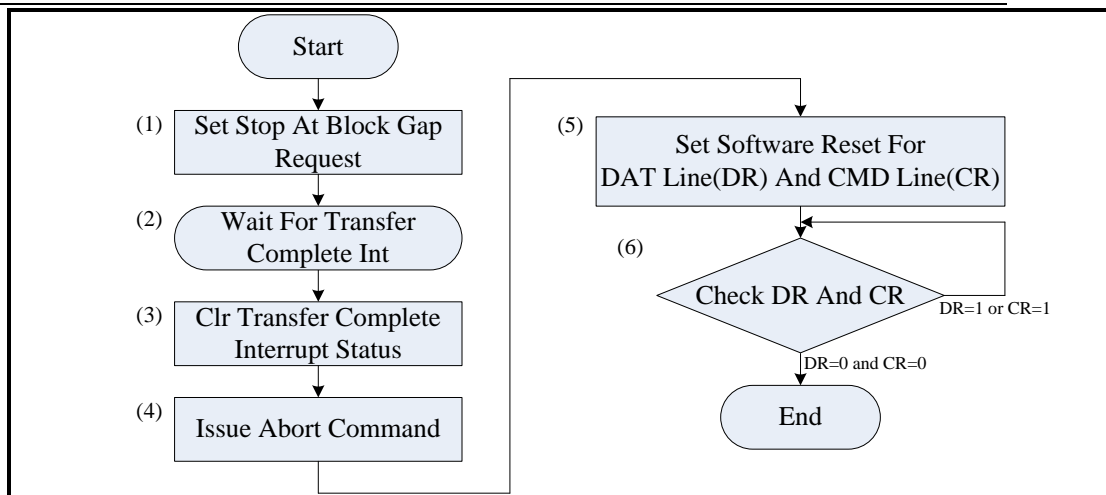 Start
(1)
Set Stop At Block Gap
Request
(2)
Wait For Transfer
Complete Int
(3)
Clr Transfer Complete
Interrupt Status
(4)
Issue Abort Command
(5)
Set Software Reset For
DAT Line(DR) And CMD Line(CR)
(6)
Check DR And CR
DR=1 or CR=1
DR=0 and CR=0
End